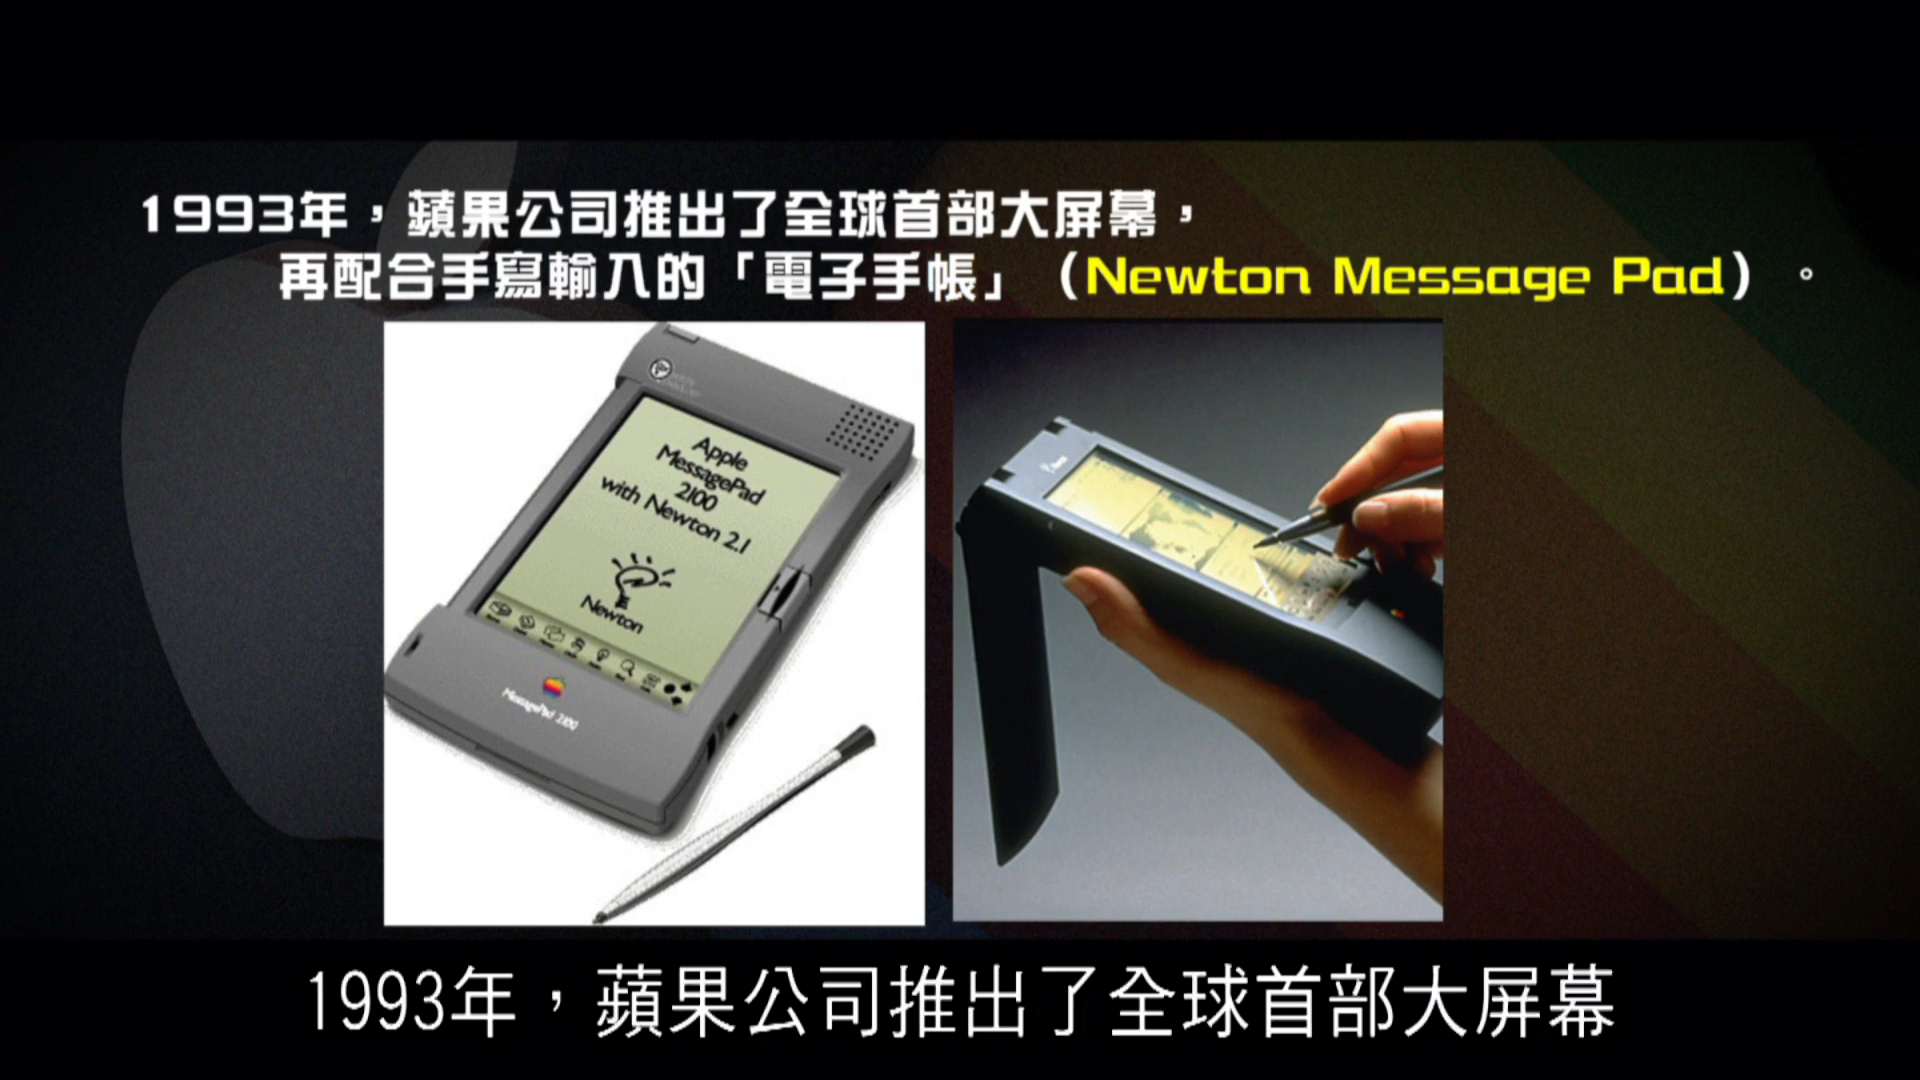 1993年，蘋果公司推出了全球首部大屏幕，
再配合手寫輸入的「電子手帳」（Newton Message Pad）。
Apple
MessagePad
2100
with Newton 2.1
Newton
MessagePad 2100
1993年，蘋果公司推出了全球首部大屏幕